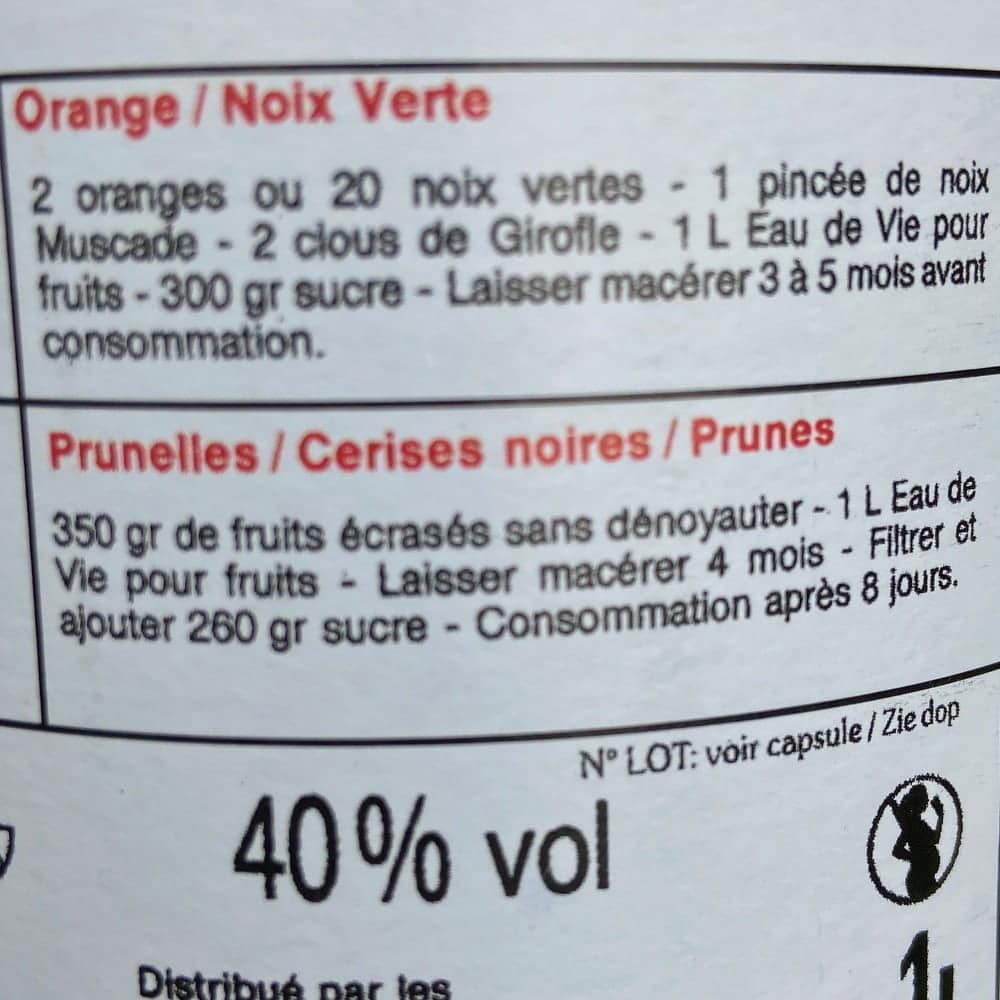 Orange / Noix Verte
2 oranges ou 20 noix vertes - 1 pincée de noix
Muscade - 2 clous de Girofle - 1 L Eau de Vie pour
fruits - 300 gr sucre - Laisser macérer 3 à 5 mois avant
consommation.
Prunelles / Cerises noires / Prunes
350 gr de fruits écrasés sans dénoyauter - 1 L Eau de
Vie pour fruits - Laisser macérer 4 mois - Filtrer et
ajouter 260 gr sucre - Consommation après 8 jours.
N° LOT: voir capsule / Zie dop
40% vol
Distribué par les